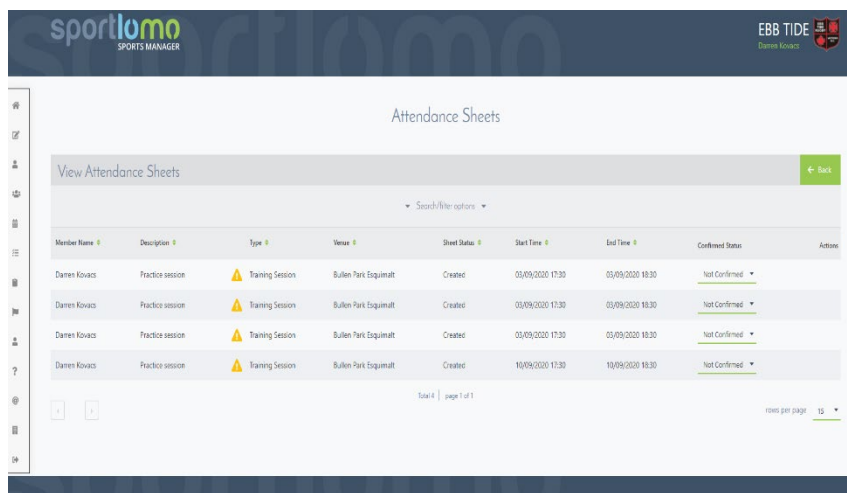 sportlomo
SPORTS MANAGER
EBB TIDE
Darren Kovacs
Attendance Sheets
View Attendance Sheets
← Back
Search/filter options
Member Name Description Type Venue Sheet Status Start Time End Time Confirmed Status Actions
Darren Kovacs Practice session Training Session Bullen Park Esquimalt Created 03/09/2020 17:30 03/09/2020 18:30 Not Confirmed
Darren Kovacs Practice session Training Session Bullen Park Esquimalt Created 03/09/2020 17:30 03/09/2020 18:30 Not Confirmed
Darren Kovacs Practice session Training Session Bullen Park Esquimalt Created 03/09/2020 17:30 03/09/2020 18:30 Not Confirmed
Darren Kovacs Practice session Training Session Bullen Park Esquimalt Created 10/09/2020 17:30 10/09/2020 18:30 Not Confirmed
Total 4 | page 1 of 1
rows per page 15